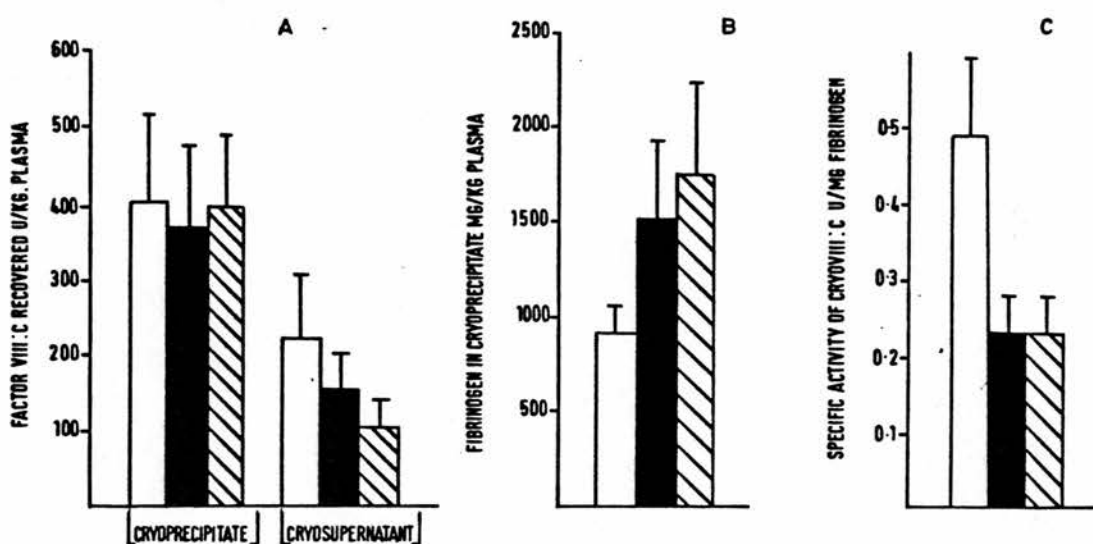 A
FACTOR VIII:C RECOVERED U/KG. PLASMA
600
500
400
300
200
100
CRYOPRECIPITATE
CRYOSUPERNATANT
B
FIBRINOGEN IN CRYOPRECIPITATE MG/KG PLASMA
2500
2000
1500
1000
500
C
SPECIFIC ACTIVITY OF CRYOVIII:C U/MG FIBRINOGEN
0·5
0·4
0·3
0·2
0·1